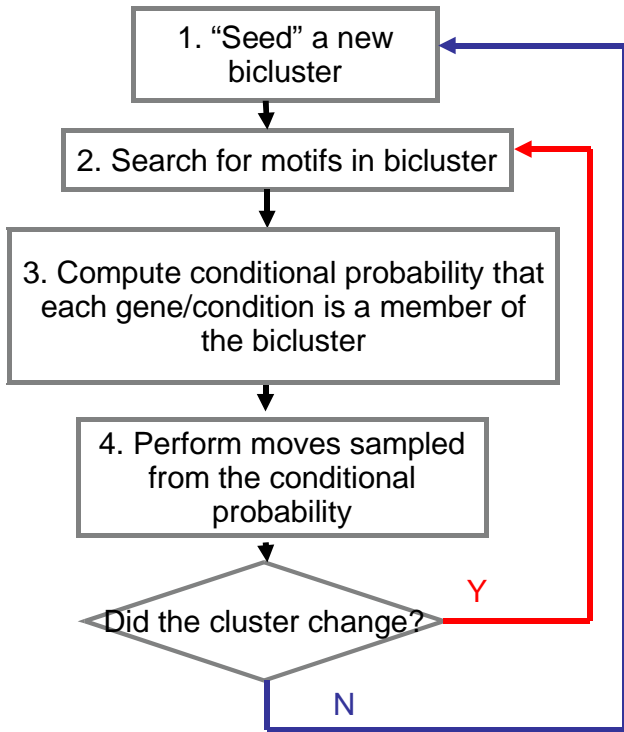 1. “Seed” a new
bicluster
2. Search for motifs in bicluster
3. Compute conditional probability that
each gene/condition is a member of
the bicluster
4. Perform moves sampled
from the conditional
probability
Did the cluster change?
Y
N